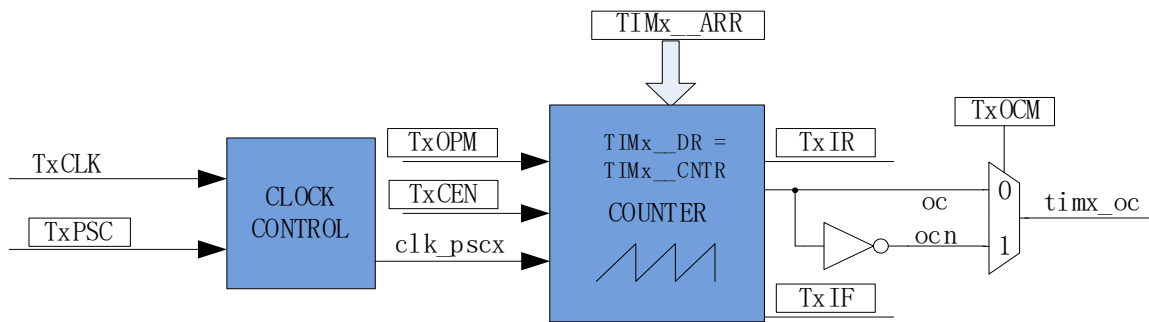 TIMx__ARR
TxCLK
TxPSC
CLOCK
CONTROL
TxOPM
TxCEN
clk_pscx
TIMx__DR =
TIMx__CNTR
COUNTER
TxIR
TxIF
oc
ocn
TxOCM
0
1
timx_oc